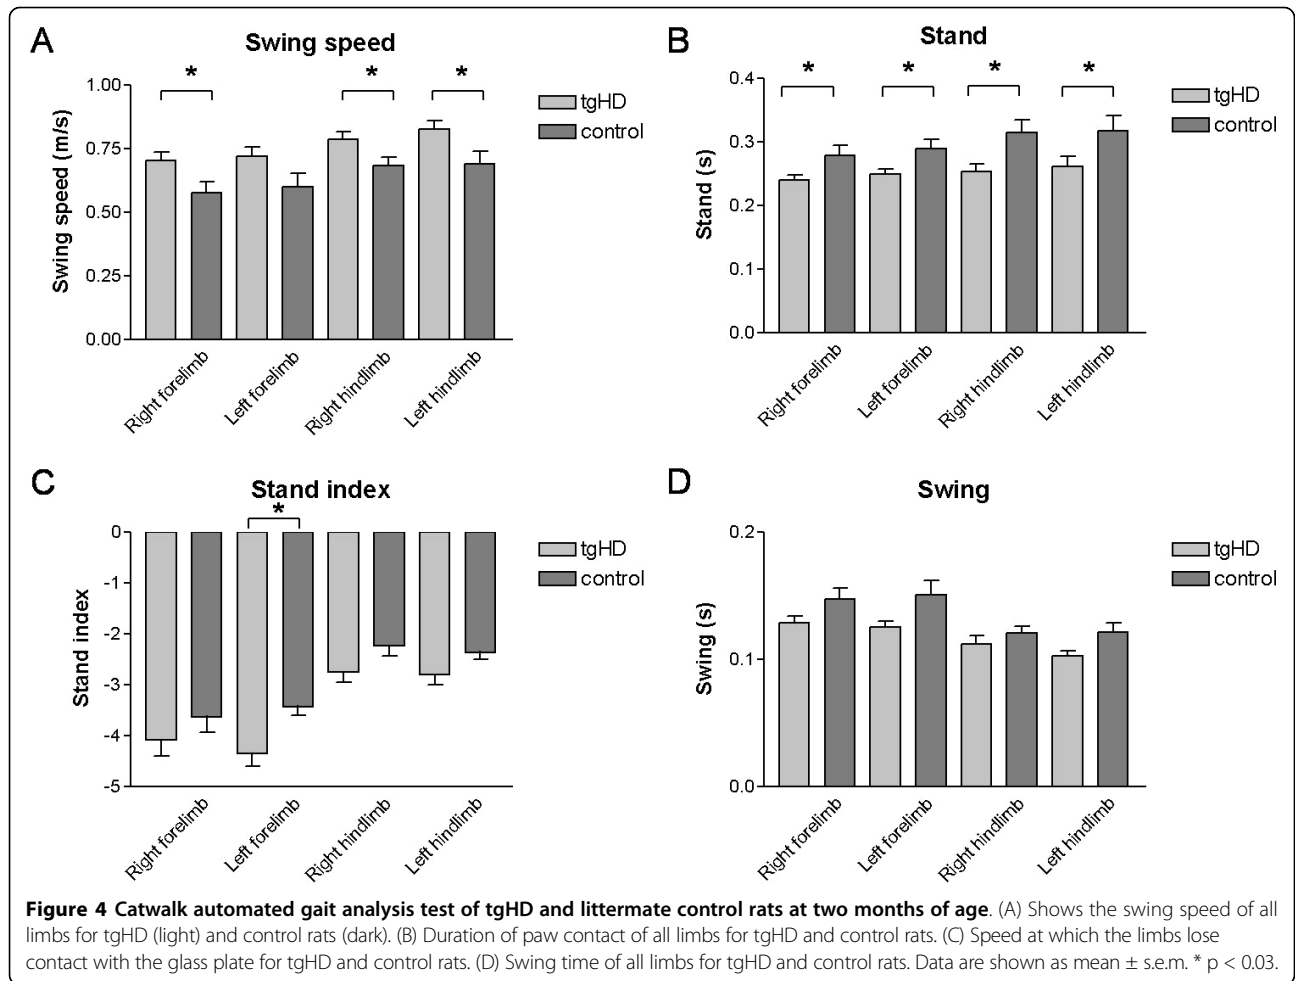 A
Swing speed
* * *
1.00
0.75
0.50
0.25
0.00
Swing speed (m/s)
Right forelimb
Left forelimb
Right hindlimb
Left hindlimb
tgHD
control
B
Stand
* * * *
0.4
0.3
0.2
0.1
0.0
Stand (s)
Right forelimb
Left forelimb
Right hindlimb
Left hindlimb
tgHD
control
C
Stand index
*
0
-1
-2
-3
-4
-5
Stand index
Right forelimb
Left forelimb
Right hindlimb
Left hindlimb
tgHD
control
D
Swing
0.2
0.1
0.0
Swing (s)
Right forelimb
Left forelimb
Right hindlimb
Left hindlimb
tgHD
control
Figure 4 Catwalk automated gait analysis test of tgHD and littermate control rats at two months of age. (A) Shows the swing speed of all
limbs for tgHD (light) and control rats (dark). (B) Duration of paw contact of all limbs for tgHD and control rats. (C) Speed at which the limbs lose
contact with the glass plate for tgHD and control rats. (D) Swing time of all limbs for tgHD and control rats. Data are shown as mean ± s.e.m. * p < 0.03.